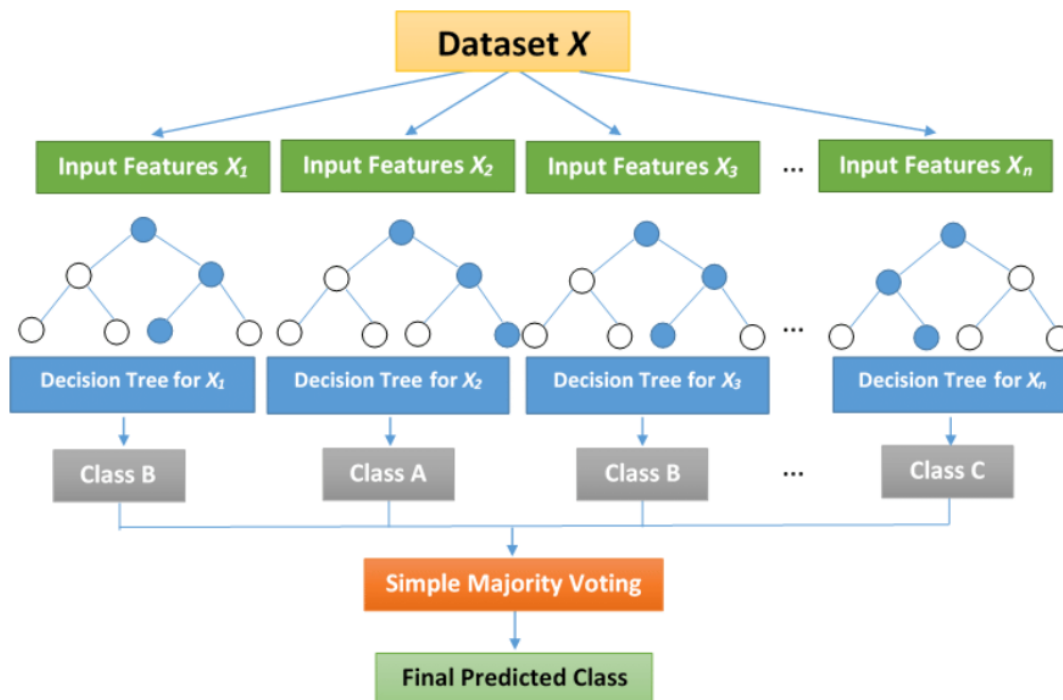 Dataset X
Input Features X1
Input Features X2
Input Features X3
...
Input Features Xn
...
Decision Tree for X1
Decision Tree for X2
Decision Tree for X3
Decision Tree for Xn
Class B
Class A
Class B
...
Class C
Simple Majority Voting
Final Predicted Class